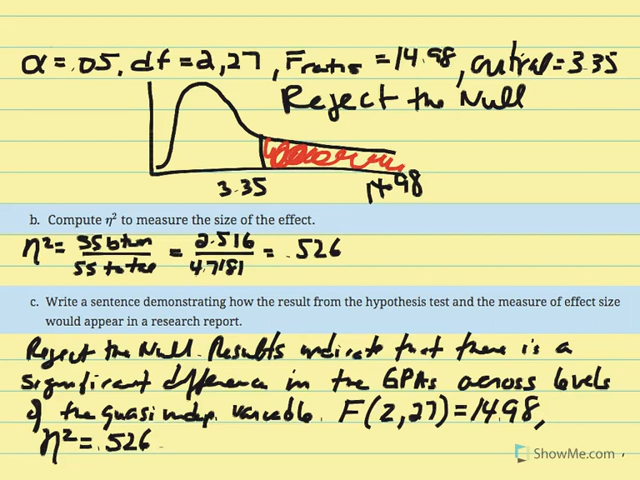 α = .05, df = 2,27, F ratio = 14.98, critical = 3.35
Reject the Null
3.35
14.98
b. Compute η² to measure the size of the effect.
η² = SS btwn / SS total = 2.516 / 4.7181 = .526
c. Write a sentence demonstrating how the result from the hypothesis test and the measure of effect size
would appear in a research report.
Reject the Null. Results indicate that there is a
significant difference in the GPAs across levels
of the quasi indep. variable. F(2,27) = 14.98,
η² = .526
ShowMe.com